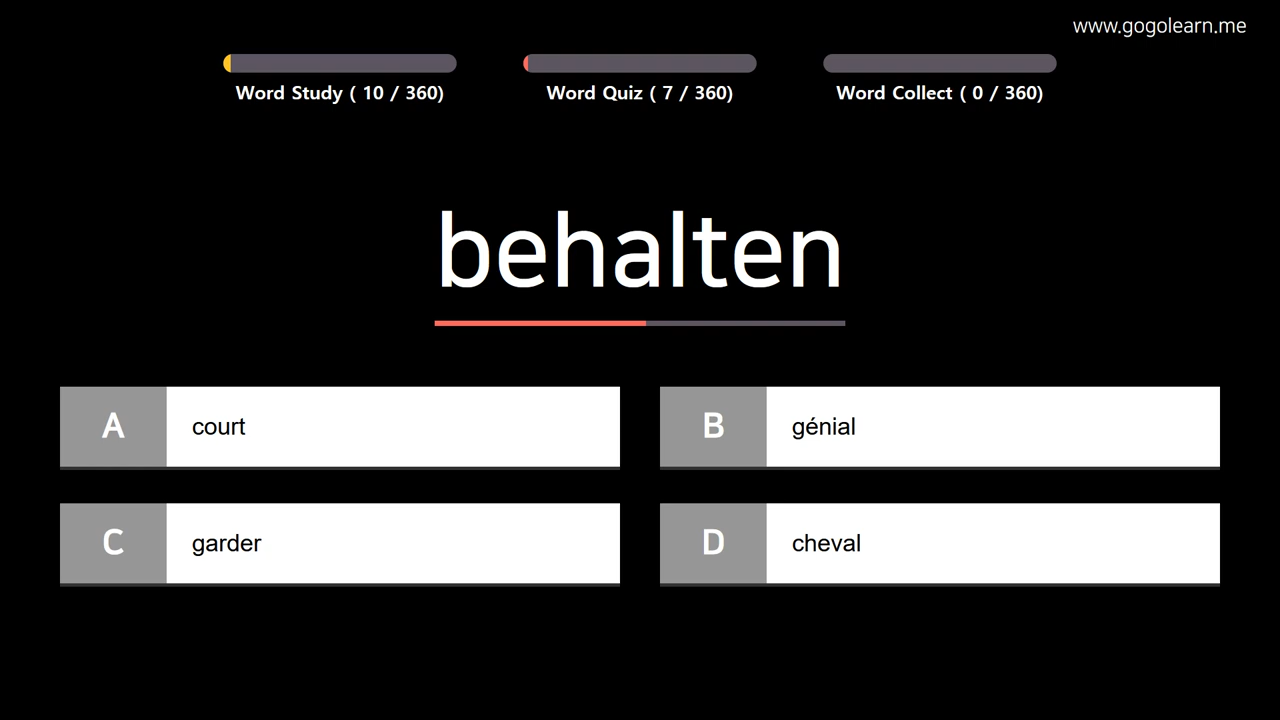 www.gogolearn.me
Word Study ( 10 / 360)
Word Quiz ( 7 / 360)
Word Collect ( 0 / 360)
behalten
A court
B génial
C garder
D cheval